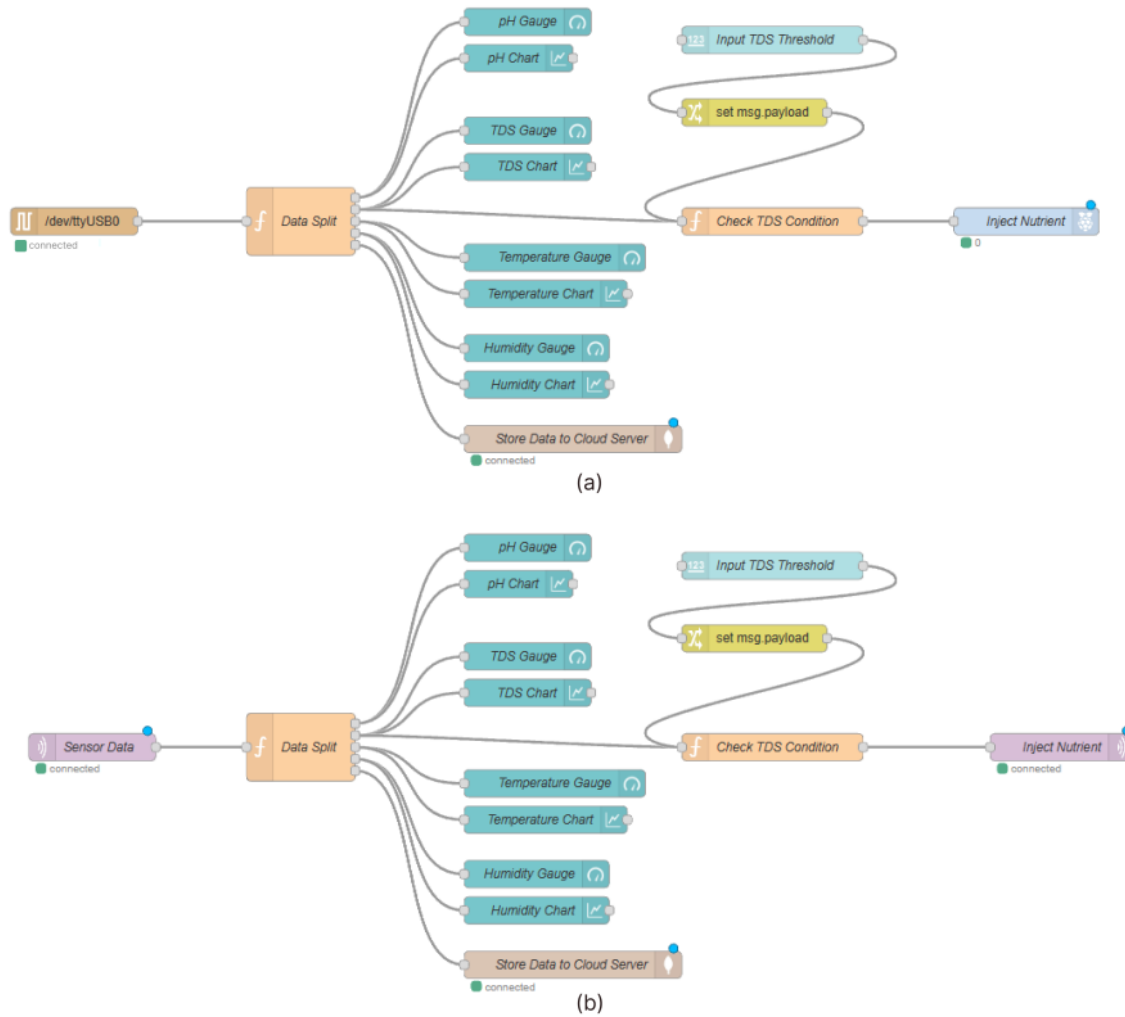 pH Gauge
pH Chart
123 Input TDS Threshold
set msg.payload
TDS Gauge
TDS Chart
/dev/ttyUSB0
connected
f Data Split
f Check TDS Condition
Inject Nutrient
0
Temperature Gauge
Temperature Chart
Humidity Gauge
Humidity Chart
Store Data to Cloud Server
connected
(a)
pH Gauge
pH Chart
123 Input TDS Threshold
set msg.payload
TDS Gauge
TDS Chart
Sensor Data
connected
f Data Split
f Check TDS Condition
Inject Nutrient
connected
Temperature Gauge
Temperature Chart
Humidity Gauge
Humidity Chart
Store Data to Cloud Server
connected
(b)